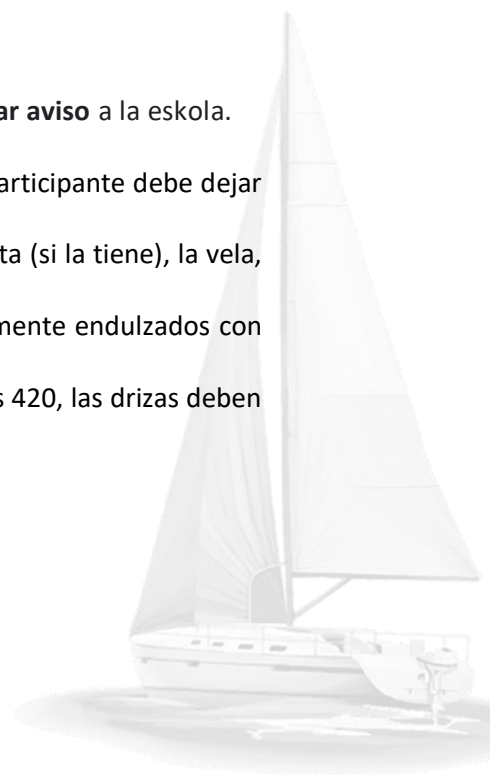 ar aviso a la eskola.
articipante debe dejar
ta (si la tiene), la vela,
mente endulzados con
s 420, las drizas deben